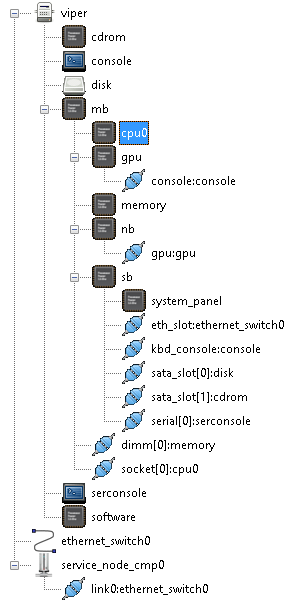 viper
cdrom
console
disk
mb
cpu0
gpu
console:console
memory
nb
gpu:gpu
sb
system_panel
eth_slot:ethernet_switch0
kbd_console:console
sata_slot[0]:disk
sata_slot[1]:cdrom
serial[0]:serconsole
dimm[0]:memory
socket[0]:cpu0
serconsole
software
ethernet_switch0
service_node_cmp0
link0:ethernet_switch0